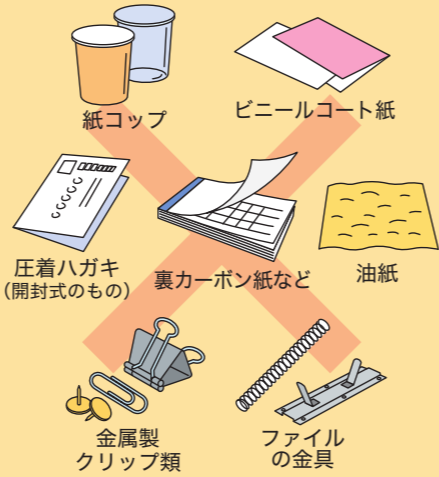 紙コップ
ビニールコート紙
圧着ハガキ
（開封式のもの）
裏カーボン紙など
油紙
金属製
クリップ類
ファイル
の金具